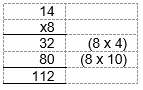 14
x8
32 (8 x 4)
80 (8 x 10)
112